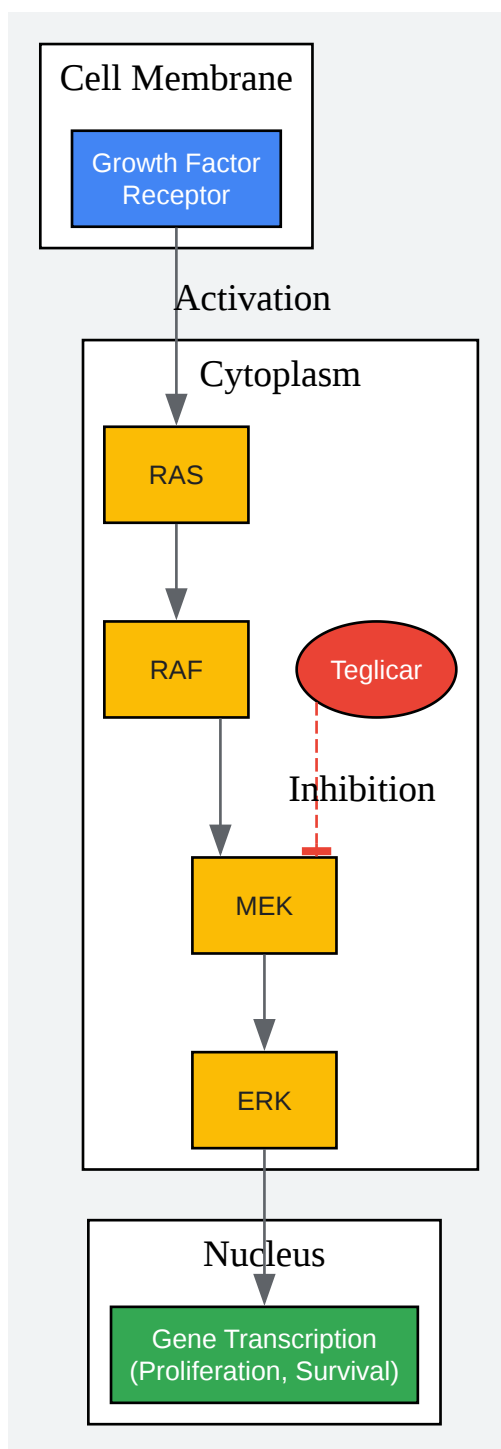 Cell Membrane
Growth Factor
Receptor
Activation
Cytoplasm
RAS
RAF
Teglicar
Inhibition
MEK
ERK
Nucleus
Gene Transcription
(Proliferation, Survival)